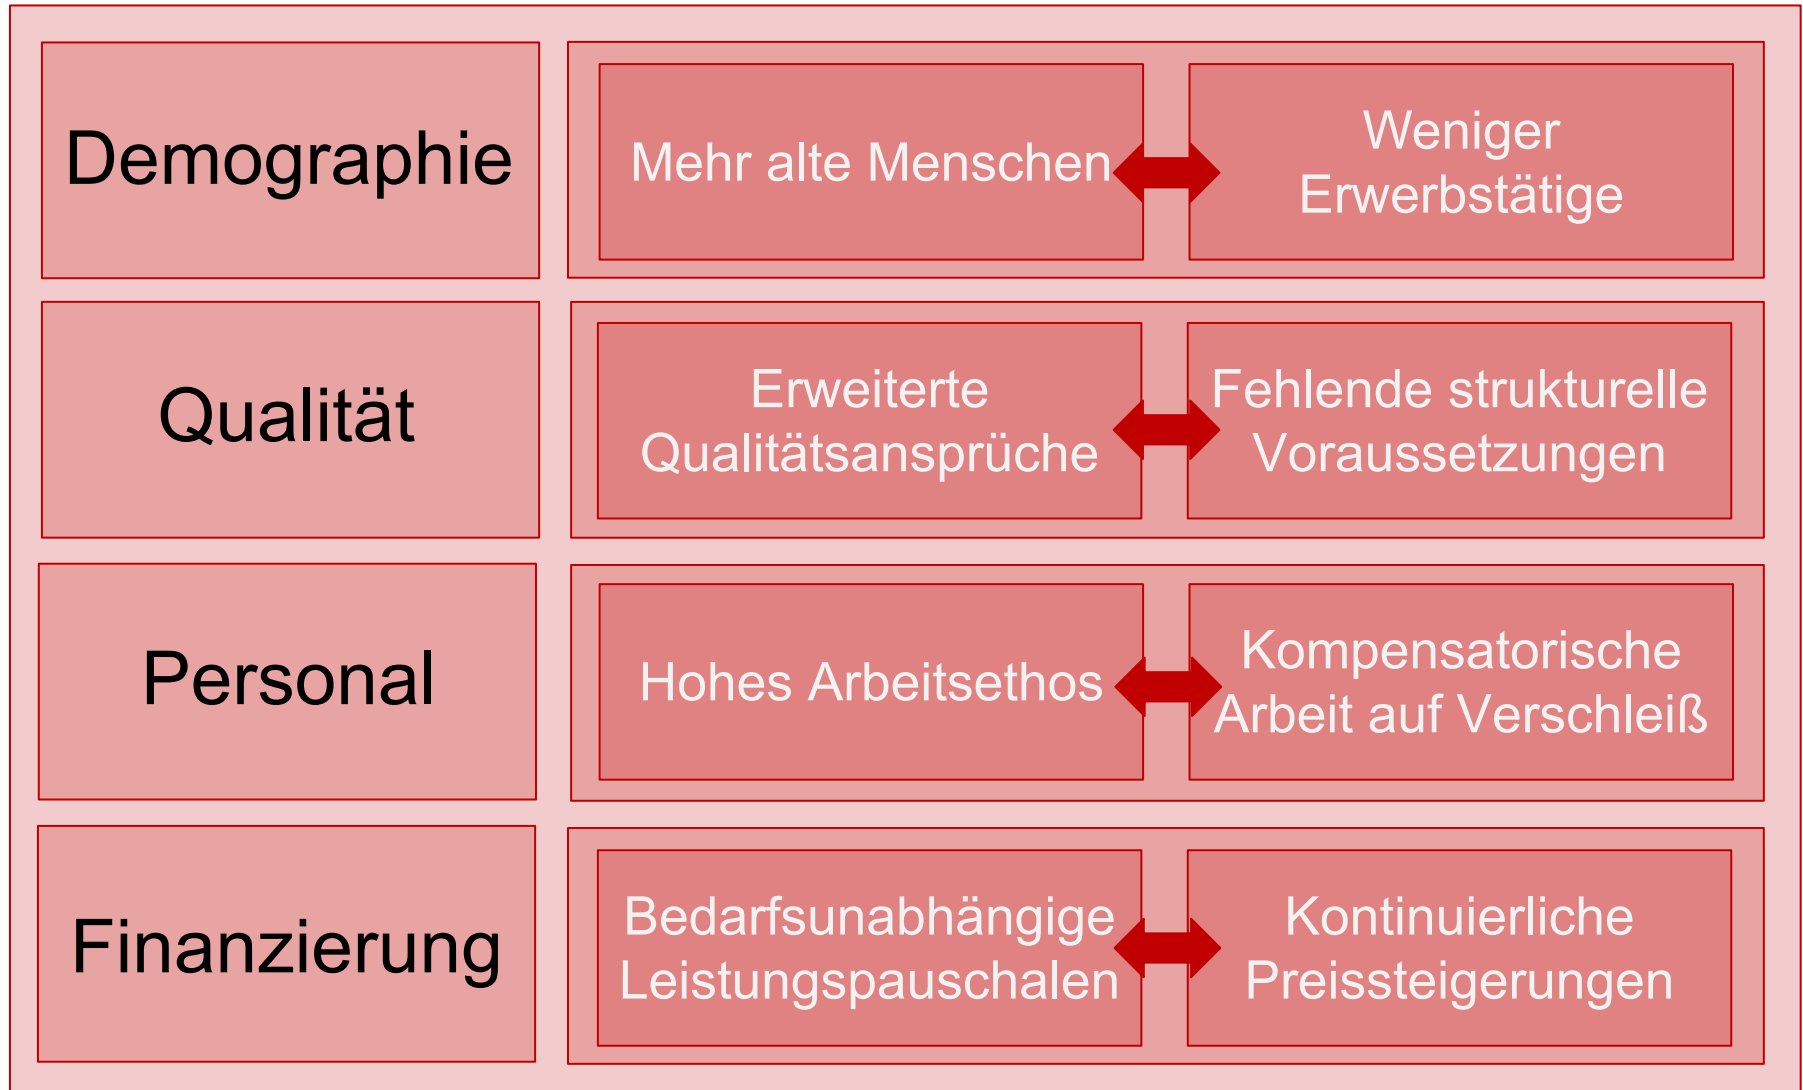 Demographie
Mehr alte Menschen
Weniger
Erwerbstätige
Qualität
Erweiterte
Qualitätsansprüche
Fehlende strukturelle
Voraussetzungen
Personal
Hohes Arbeitsethos
Kompensatorische
Arbeit auf Verschleiß
Finanzierung
Bedarfsunabhängige
Leistungspauschalen
Kontinuierliche
Preissteigerungen